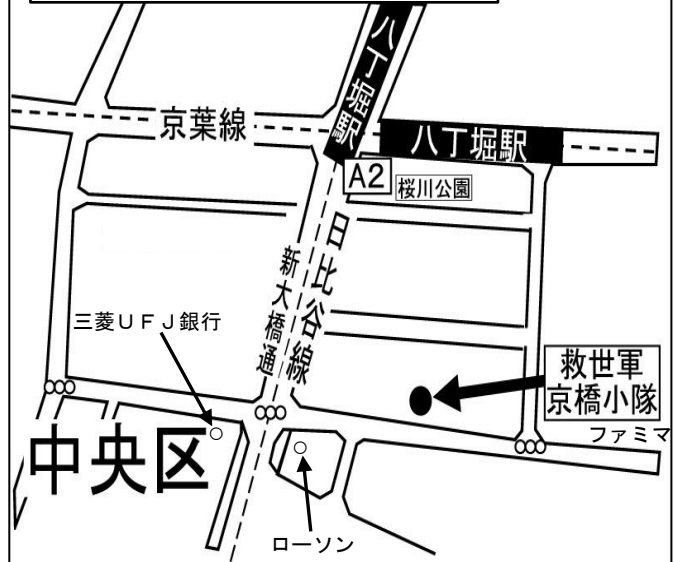 八丁堀駅
京葉線
八丁堀駅
A2
桜川公園
日比谷線
新大橋通
三菱ＵＦＪ銀行
救世軍
京橋小隊
ファミマ
中央区
ローソン